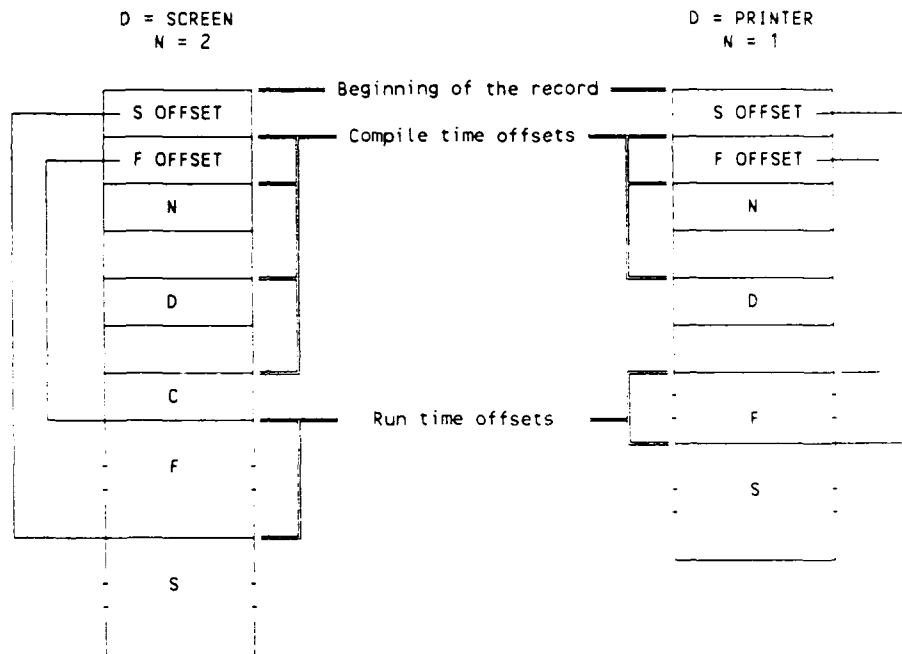 D = SCREEN
N = 2
D = PRINTER
N = 1
Beginning of the record
S OFFSET
S OFFSET
Compile time offsets
F OFFSET
F OFFSET
N
N
D
D
C
Run time offsets
F
F
S
S